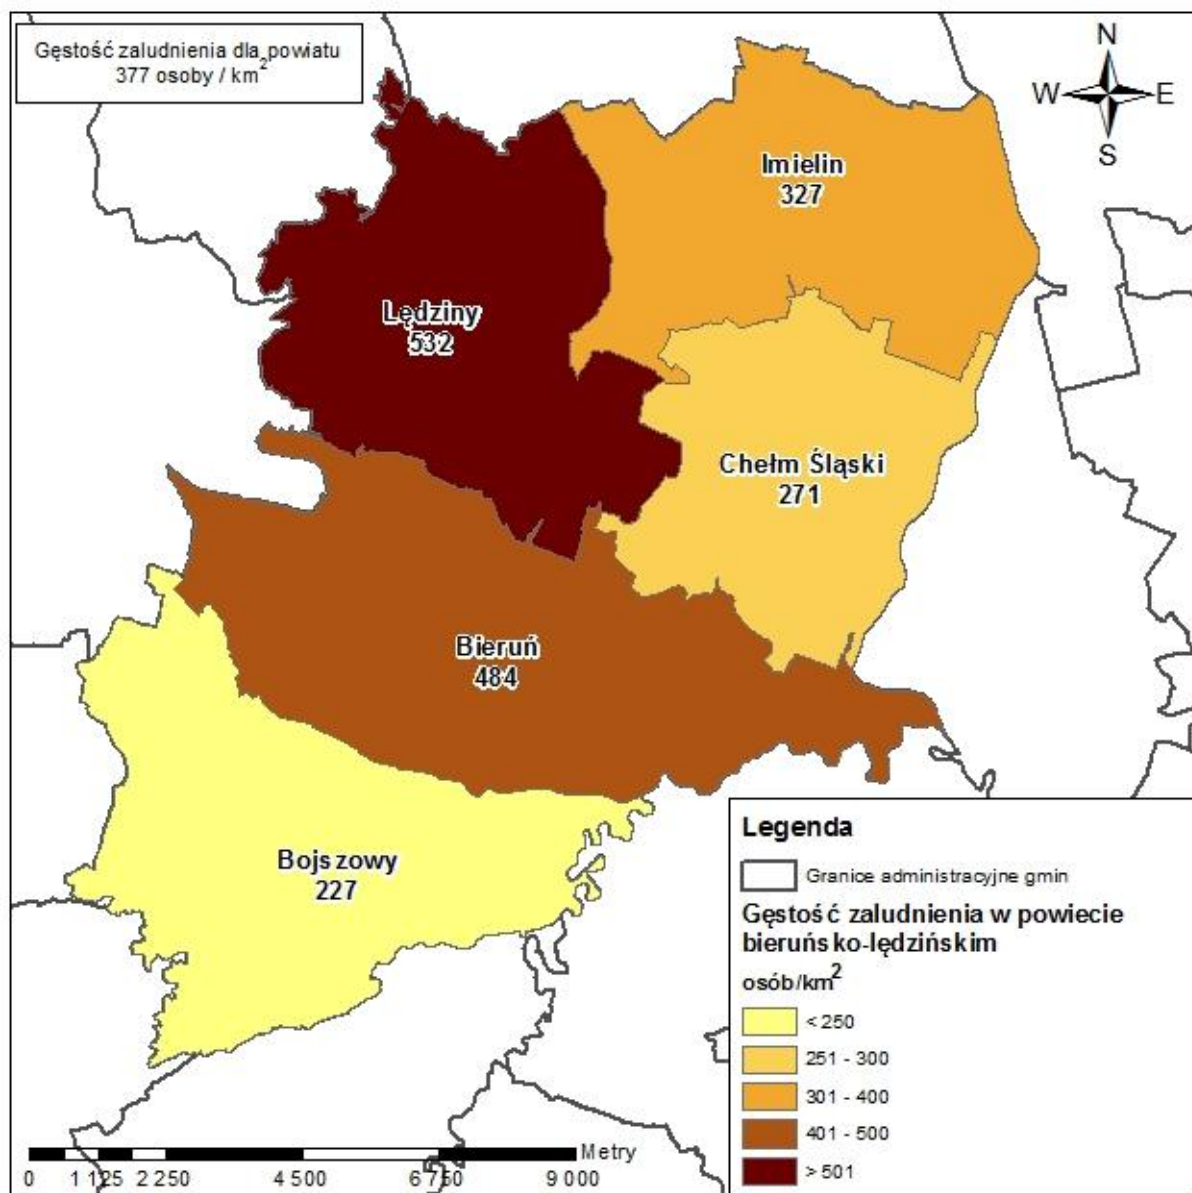 Gęstość zaludnienia dla powiatu
377 osoby / km²
N
W E
S
Imielin
327
Lędziny
532
Chełm Śląski
271
Bieruń
484
Bojszowy
227
Legenda
Granice administracyjne gmin
Gęstość zaludnienia w powiecie
bieruńsko-lędzińskim
osób/km²
< 250
251 - 300
301 - 400
401 - 500
> 501
Metry
0 1 125 2 250 4 500 6 750 9 000